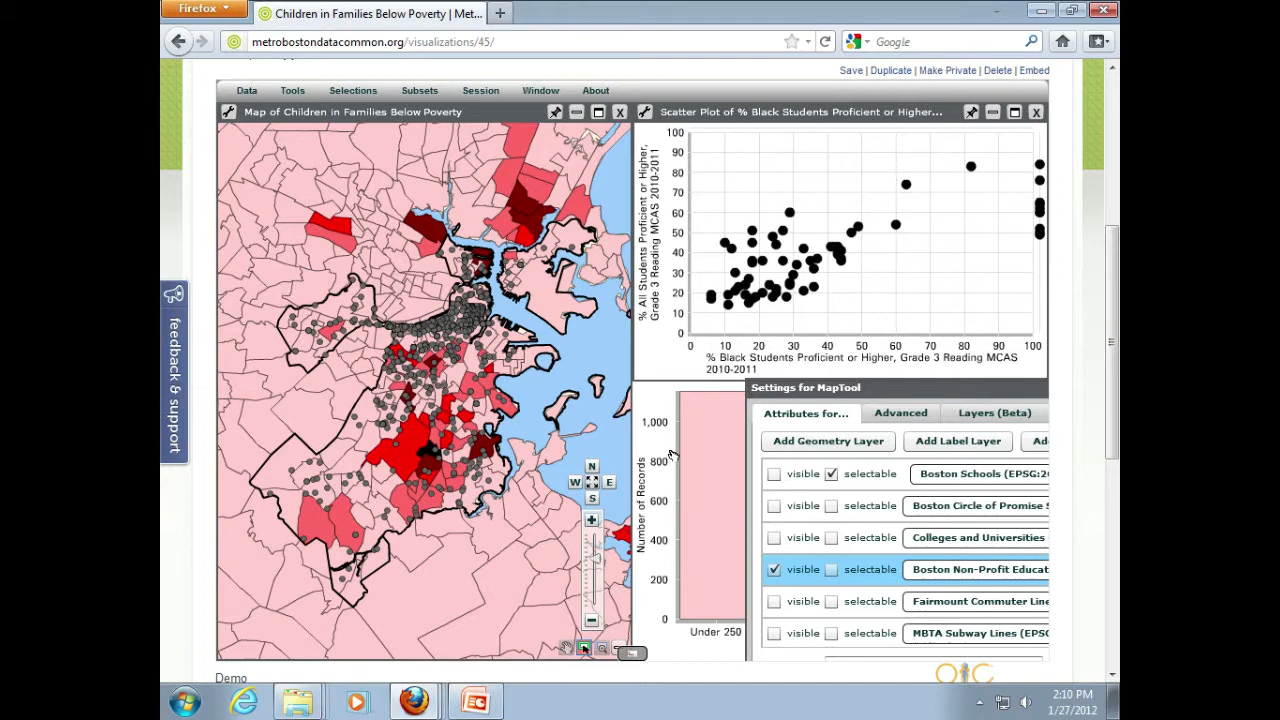 Firefox
Children in Families Below Poverty | Met...
metrobostondatacommon.org/visualizations/45/
Google
Save | Duplicate | Make Private | Delete | Embed
Data Tools Selections Subsets Session Window About
Map of Children in Families Below Poverty
Scatter Plot of % Black Students Proficient or Higher...
% All Students Proficient or Higher,
Grade 3 Reading MCAS 2010-2011
100
90
80
70
60
50
40
30
20
10
0
0 10 20 30 40 50 60 70 80 90 100
% Black Students Proficient or Higher, Grade 3 Reading MCAS
2010-2011
feedback & support
N
W E
S
Number of Records
1,000
800
600
400
200
0
Under 250
Settings for MapTool
Attributes for... Advanced Layers (Beta)
Add Geometry Layer Add Label Layer Ad
visible selectable Boston Schools (EPSG:2
visible selectable Boston Circle of Promise
visible selectable Colleges and Universities
visible selectable Boston Non-Profit Educat
visible selectable Fairmount Commuter Line
visible selectable MBTA Subway Lines (EPSG
Demo
OIC
2:10 PM
1/27/2012